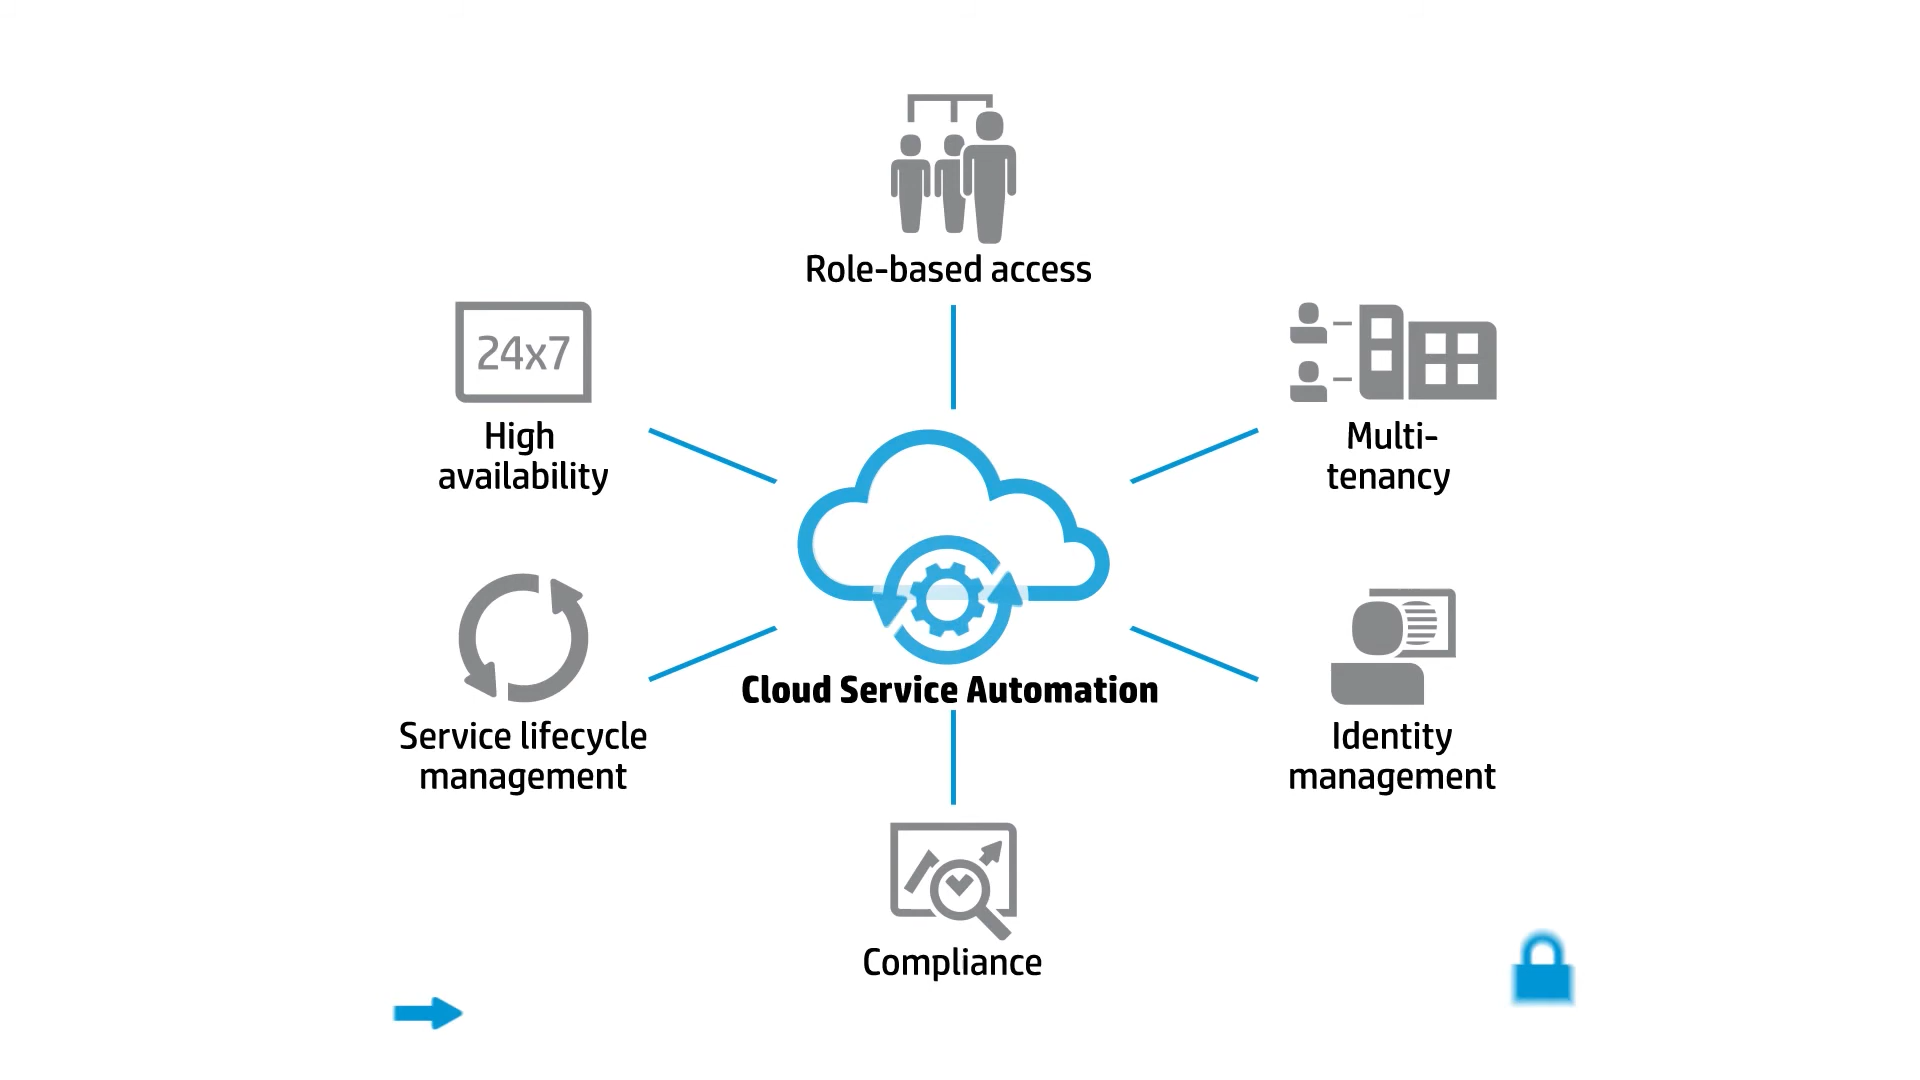 Role-based access
24x7
High
availability
Multi-
tenancy
Cloud Service Automation
Service lifecycle
management
Identity
management
Compliance